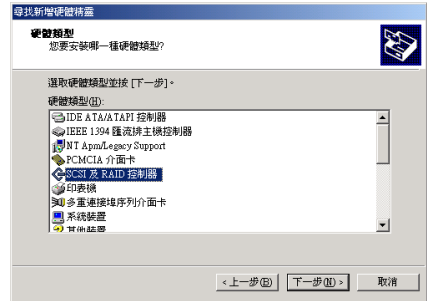 尋找新增硬體精靈
硬體類型
您要安裝哪一種硬體類型?
選取硬體類型並按 [下一步]。
硬體類型(H):
IDE ATA/ATAPI 控制器
IEEE 1394 匯流排主機控制器
NT Apm/Legacy Support
PCMCIA 介面卡
SCSI 及 RAID 控制器
印表機
多重連接埠序列介面卡
系統裝置
其他裝置
<上一步(B)
下一步(N)>
取消